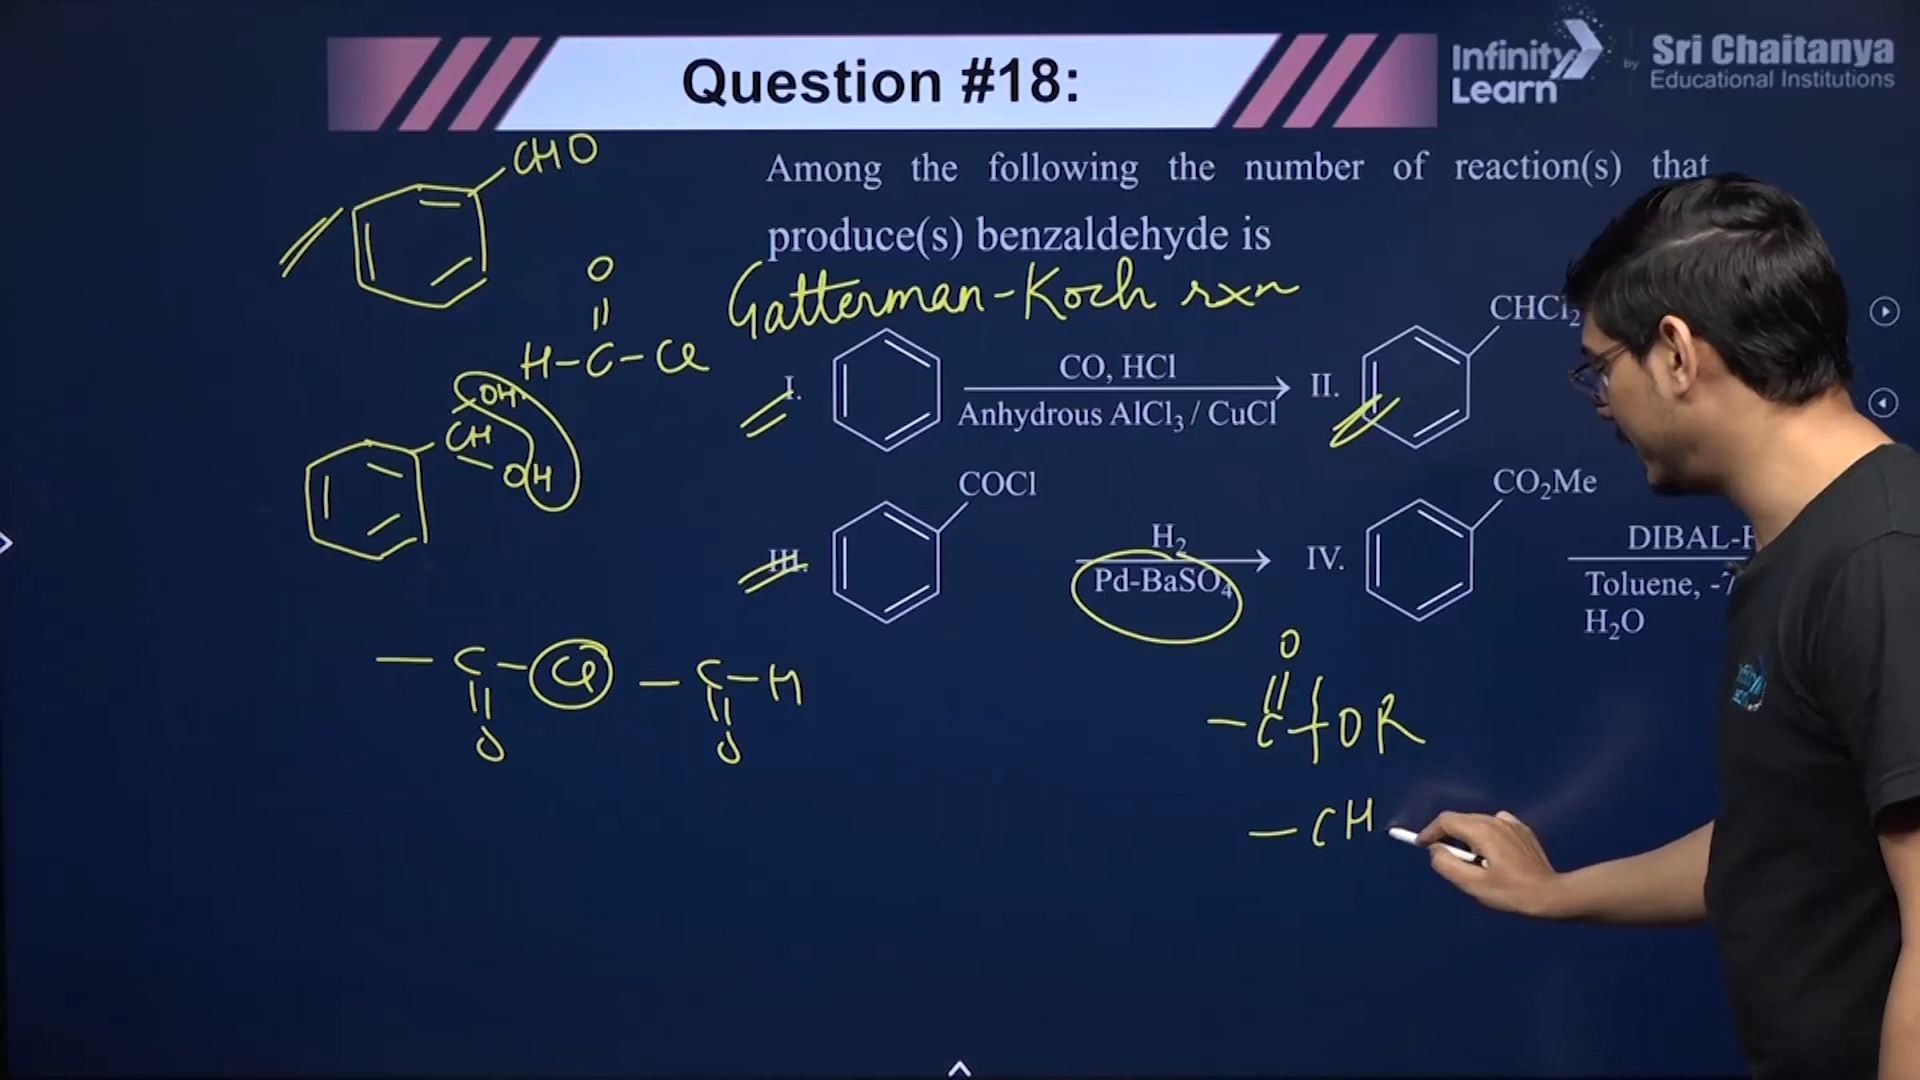 Question #18:
Infinity Learn
by
Sri Chaitanya
Educational Institutions
Among the following the number of reaction(s) that
produce(s) benzaldehyde is
CHO
Gatterman-Koch rxn
O
H-C-Cl
OH
CH
OH
I.
CO, HCl
Anhydrous AlCl₃ / CuCl
II.
CHCl₂
III.
COCl
H₂
Pd-BaSO₄
IV.
CO₂Me
DIBAL-H
Toluene, -7
H₂O
— C - Cl
O
— C - H
O
O
- C + OR
— CH